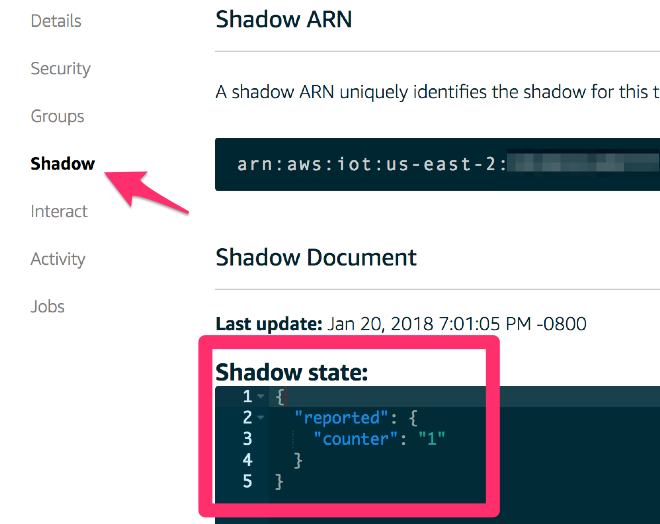 Details
Security
Groups
Shadow
Interact
Activity
Jobs
Shadow ARN
A shadow ARN uniquely identifies the shadow for this t
arn:aws:iot:us-east-2:
Shadow Document
Last update: Jan 20, 2018 7:01:05 PM -0800
Shadow state:
1 {
2 "reported": {
3 "counter": "1"
4 }
5 }